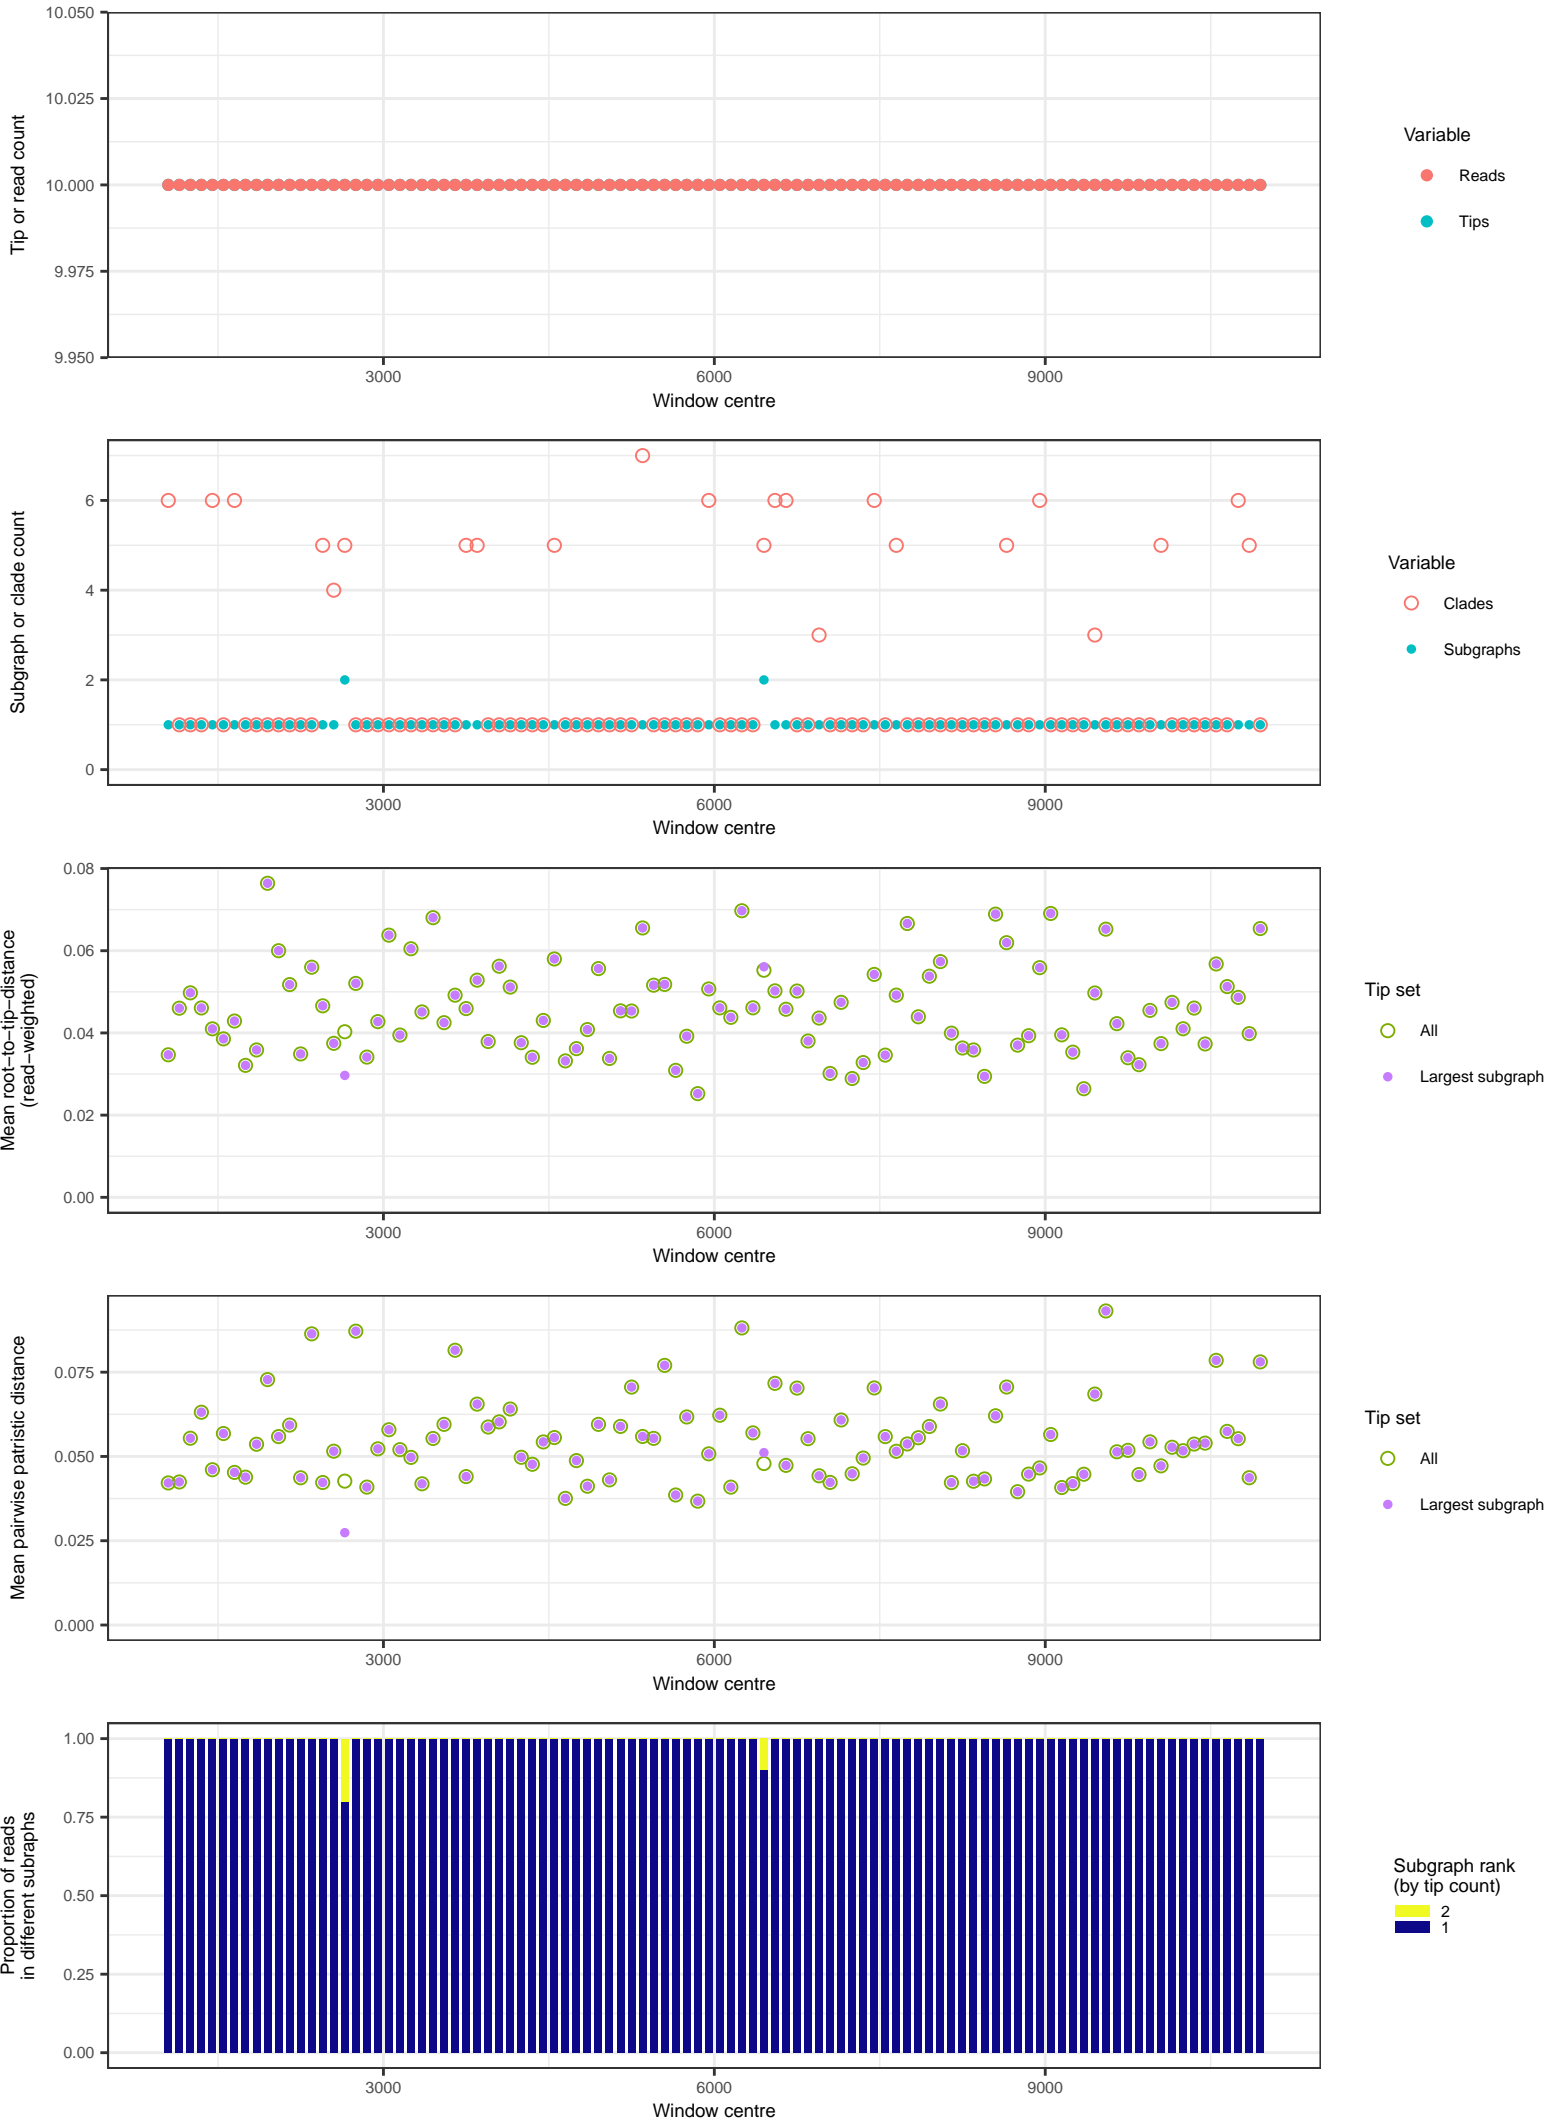 10.050
10.025
10.000
9.975
9.950
Tip or read count
3000
6000
9000
Window centre
Variable
Reads
Tips
6
4
2
0
Subgraph or clade count
3000
6000
9000
Window centre
Variable
Clades
Subgraphs
0.08
0.06
0.04
0.02
0.00
Mean root−to−tip−distance
(read−weighted)
3000
6000
9000
Window centre
Tip set
All
Largest subgraph
0.075
0.050
0.025
0.000
Mean pairwise patristic distance
3000
6000
9000
Window centre
Tip set
All
Largest subgraph
1.00
0.75
0.50
0.25
0.00
Proportion of reads
in different subraphs
3000
6000
9000
Window centre
Subgraph rank
(by tip count)
2
1